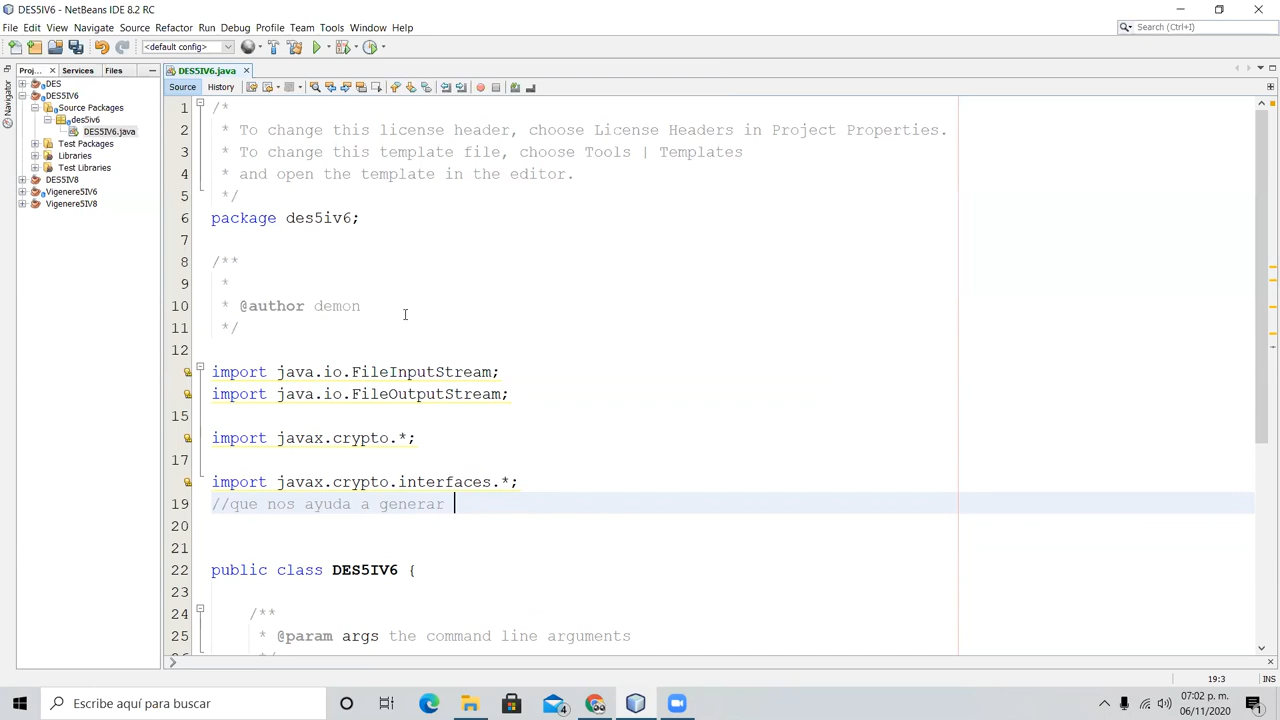 DES5IV6 - NetBeans IDE 8.2 RC
File Edit View Navigate Source Refactor Run Debug Profile Team Tools Window Help
Search (Ctrl+I)
<default config>
Proj... Services Files
DES5IV6.java
Navigator
Source History
DES
DES5IV6
Source Packages
des5iv6
DES5IV6.java
Test Packages
Libraries
Test Libraries
DES5IV8
Vigenere5IV6
Vigenere5IV8
1 /*
2 * To change this license header, choose License Headers in Project Properties.
3 * To change this template file, choose Tools | Templates
4 * and open the template in the editor.
5 */
6 package des5iv6;
7
8 /**
9 *
10 * @author demon
11 */
12
import java.io.FileInputStream;
import java.io.FileOutputStream;
15
import javax.crypto.*;
17
import javax.crypto.interfaces.*;
19 //que nos ayuda a generar
20
21
22 public class DES5IV6 {
23
24 /**
25 * @param args the command line arguments
26 */
19:3 INS
Escribe aquí para buscar
4
07:02 p. m.
06/11/2020
1